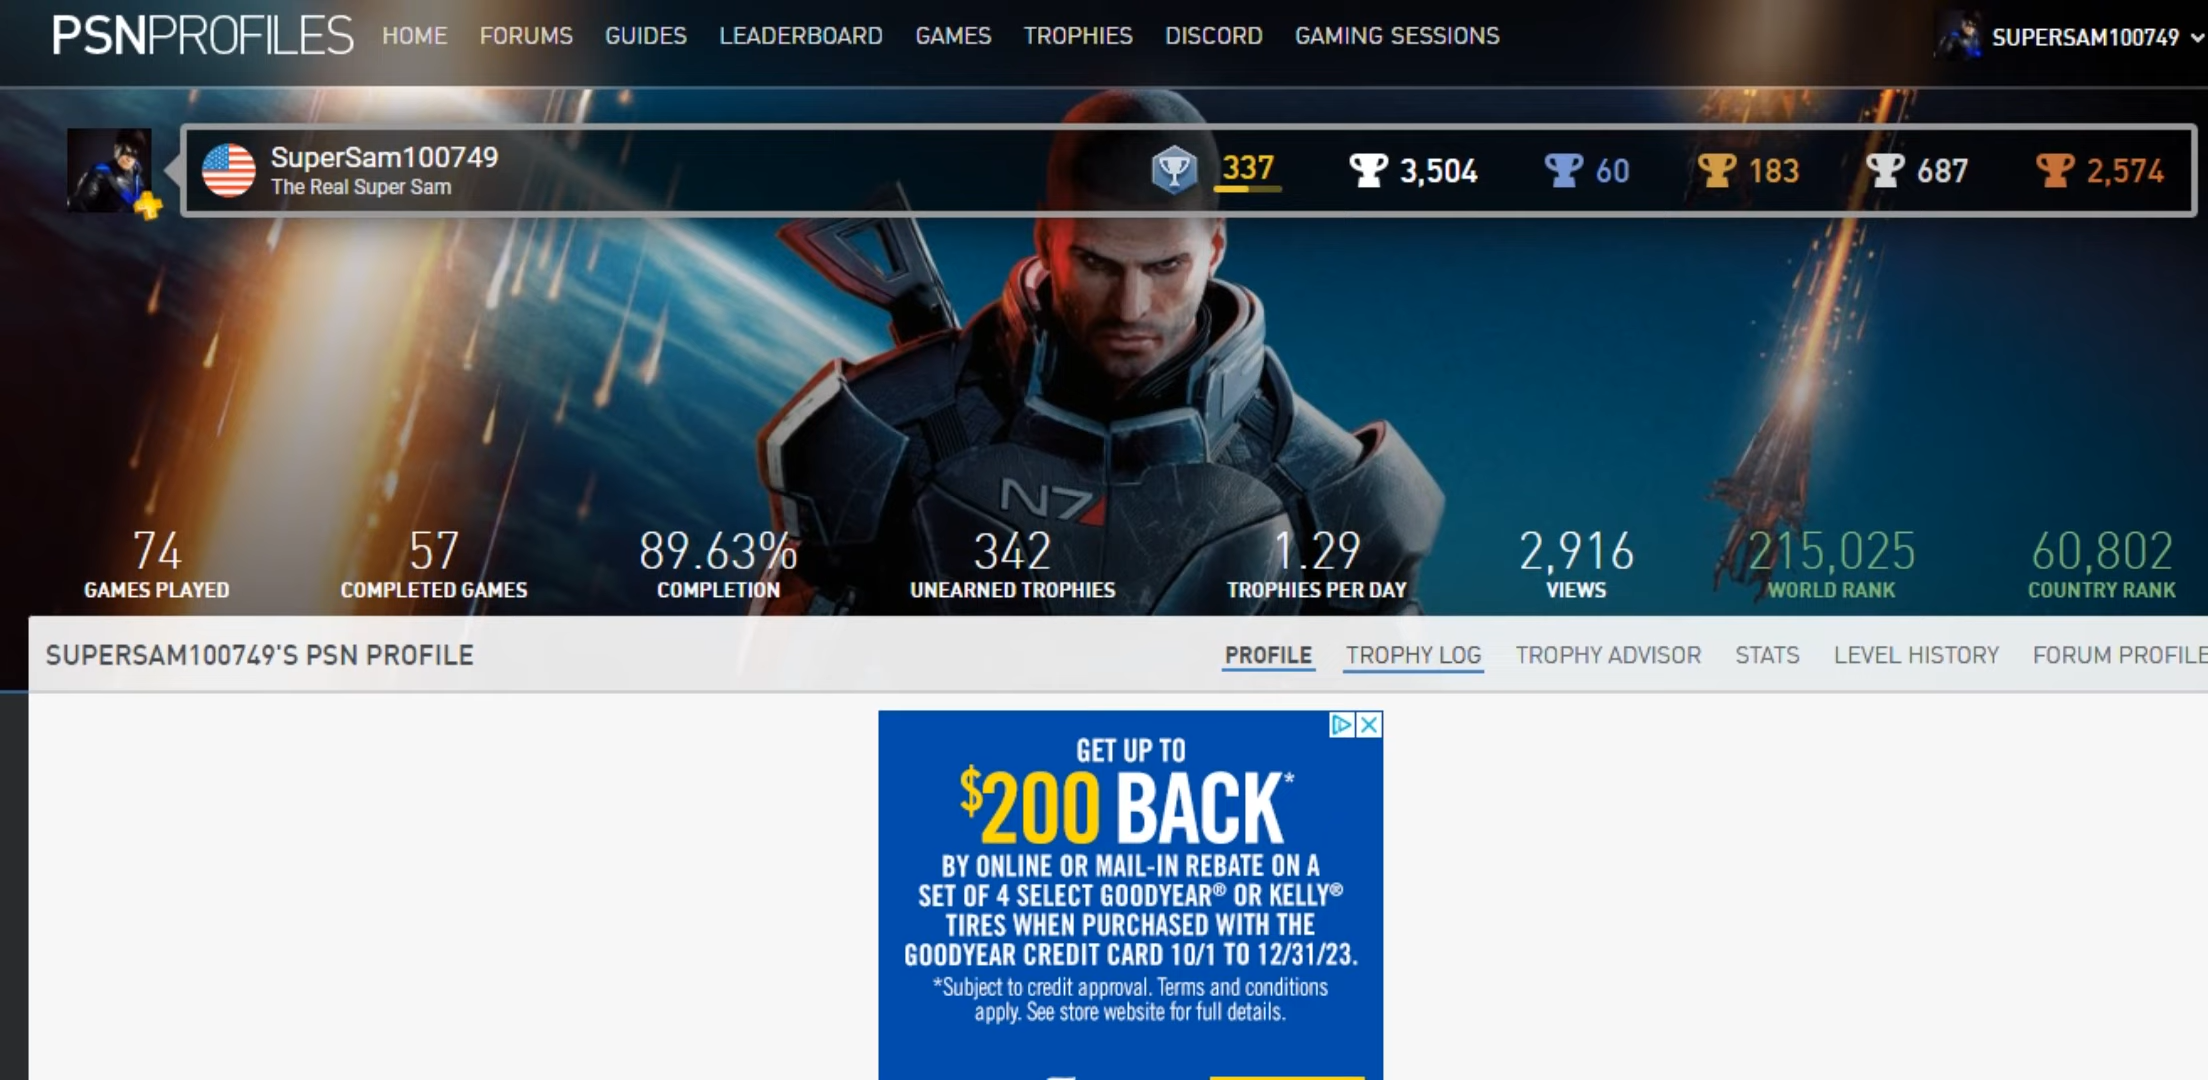 PSNPROFILES HOME FORUMS GUIDES LEADERBOARD GAMES TROPHIES DISCORD GAMING SESSIONS SUPERSAM100749
SuperSam100749
The Real Super Sam
337 3,504 60 183 687 2,574
N7
74 57 89.63% 342 1.29 2,916 215,025 60,802
GAMES PLAYED COMPLETED GAMES COMPLETION UNEARNED TROPHIES TROPHIES PER DAY VIEWS WORLD RANK COUNTRY RANK
SUPERSAM100749'S PSN PROFILE PROFILE TROPHY LOG TROPHY ADVISOR STATS LEVEL HISTORY FORUM PROFILE
GET UP TO
$200 BACK*
BY ONLINE OR MAIL-IN REBATE ON A
SET OF 4 SELECT GOODYEAR® OR KELLY®
TIRES WHEN PURCHASED WITH THE
GOODYEAR CREDIT CARD 10/1 TO 12/31/23.
*Subject to credit approval. Terms and conditions
apply. See store website for full details.